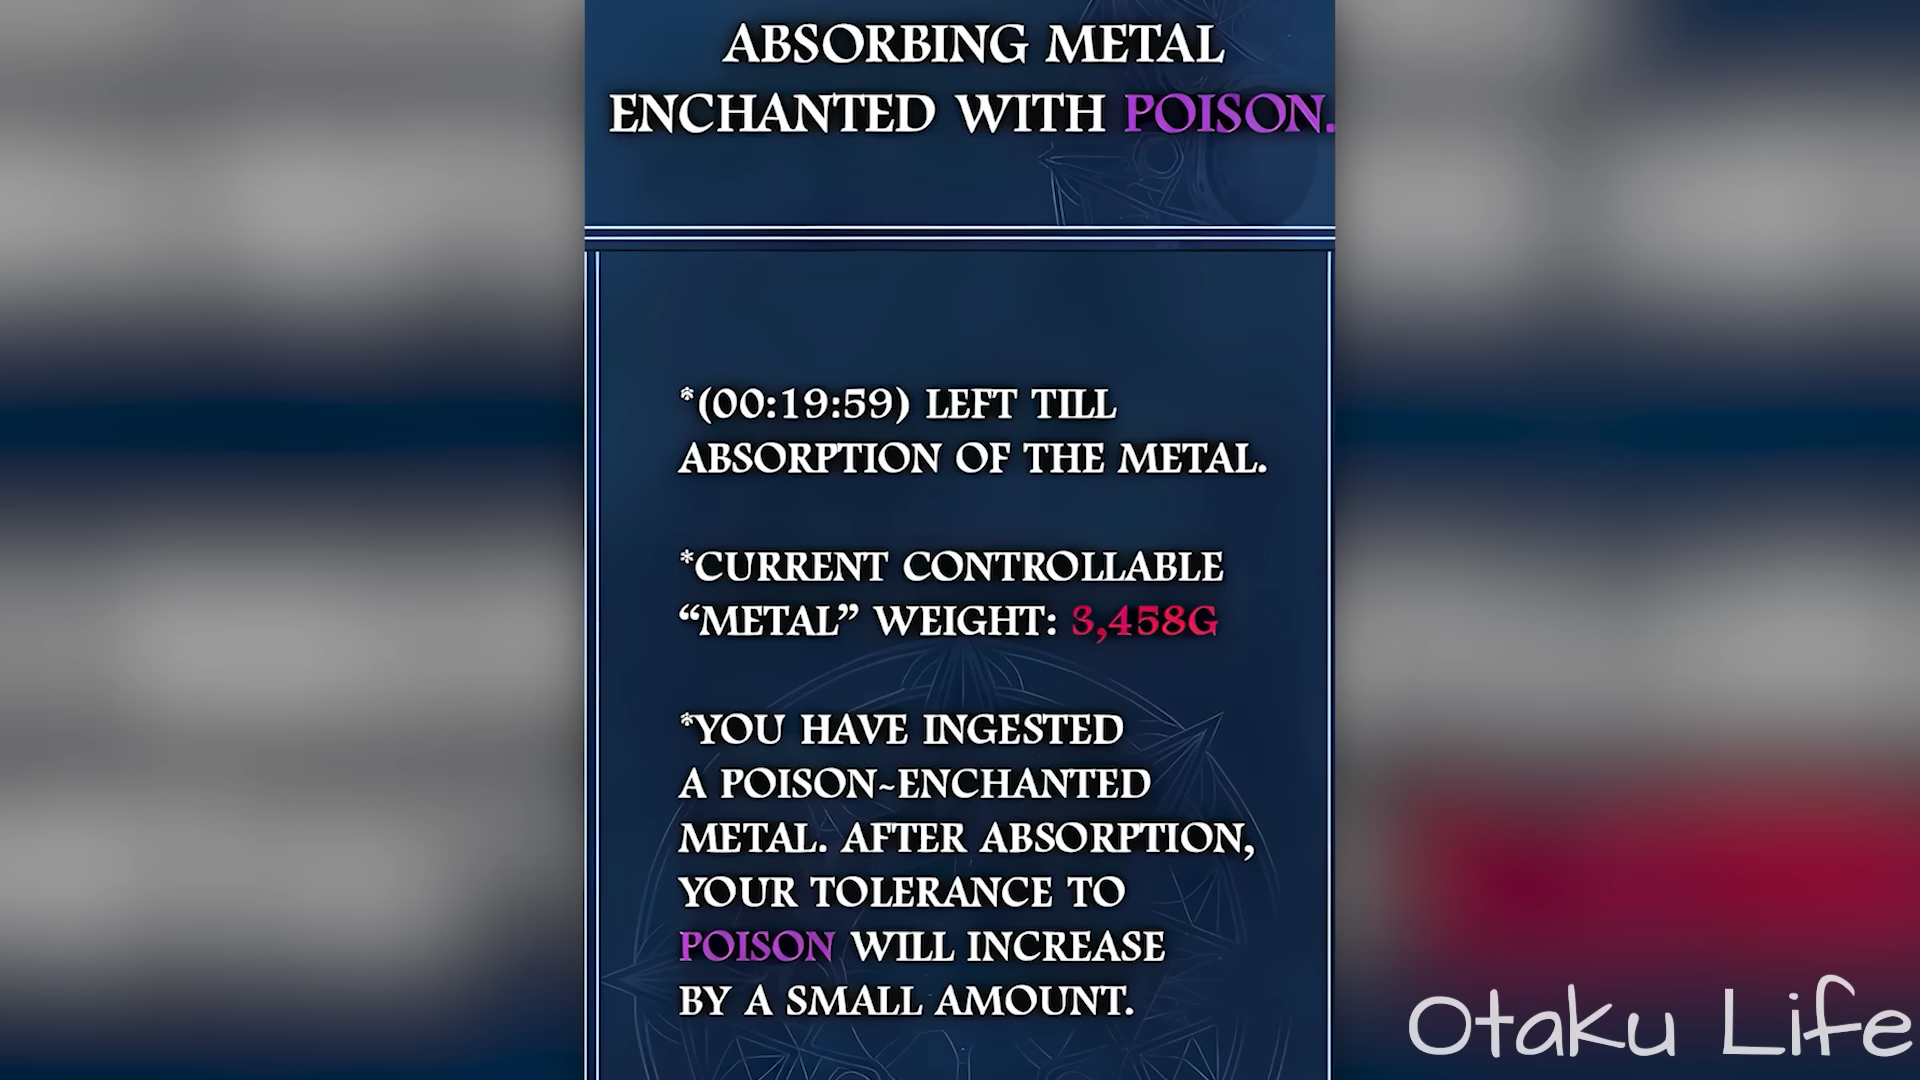 ABSORBING METAL
ENCHANTED WITH POISON.
*(00:19:59) LEFT TILL
ABSORPTION OF THE METAL.
*CURRENT CONTROLLABLE
“METAL” WEIGHT: 3,458G
*YOU HAVE INGESTED
A POISON~ENCHANTED
METAL. AFTER ABSORPTION,
YOUR TOLERANCE TO
POISON WILL INCREASE
BY A SMALL AMOUNT.
Otaku Life